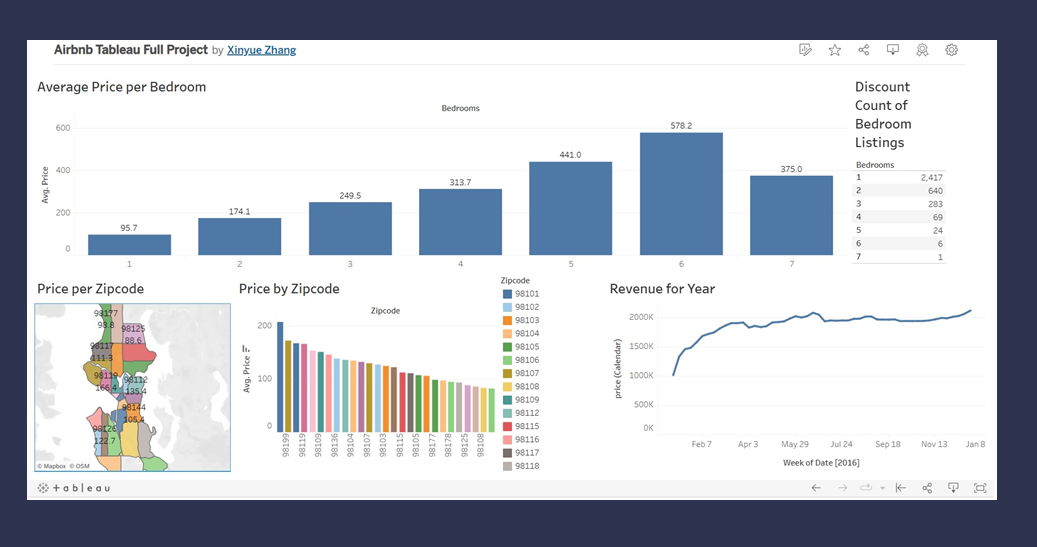 Airbnb Tableau Full Project by Xinyue Zhang
Average Price per Bedroom
Bedrooms
Avg. Price
600
400
200
0
95.7
174.1
249.5
313.7
441.0
578.2
375.0
1
2
3
4
5
6
7
Discount
Count of
Bedroom
Listings
Bedrooms
1 2,417
2 640
3 283
4 69
5 24
6 6
7 1
Price per Zipcode
98177
93.8
98125
88.6
98117
111.3
98119
166.4
98112
135.4
98144
105.4
98126
122.7
© Mapbox © OSM
Price by Zipcode
Zipcode
Avg. Price
200
100
0
98199
98119
98109
98136
98104
98107
98103
98115
98105
98177
98178
98125
98108
Zipcode
98101
98102
98103
98104
98105
98106
98107
98108
98109
98112
98115
98116
98117
98118
Revenue for Year
price (Calendar)
2000K
1500K
1000K
500K
0K
Feb 7
Apr 3
May 29
Jul 24
Sep 18
Nov 13
Jan 8
Week of Date [2016]
+ a b | e a u